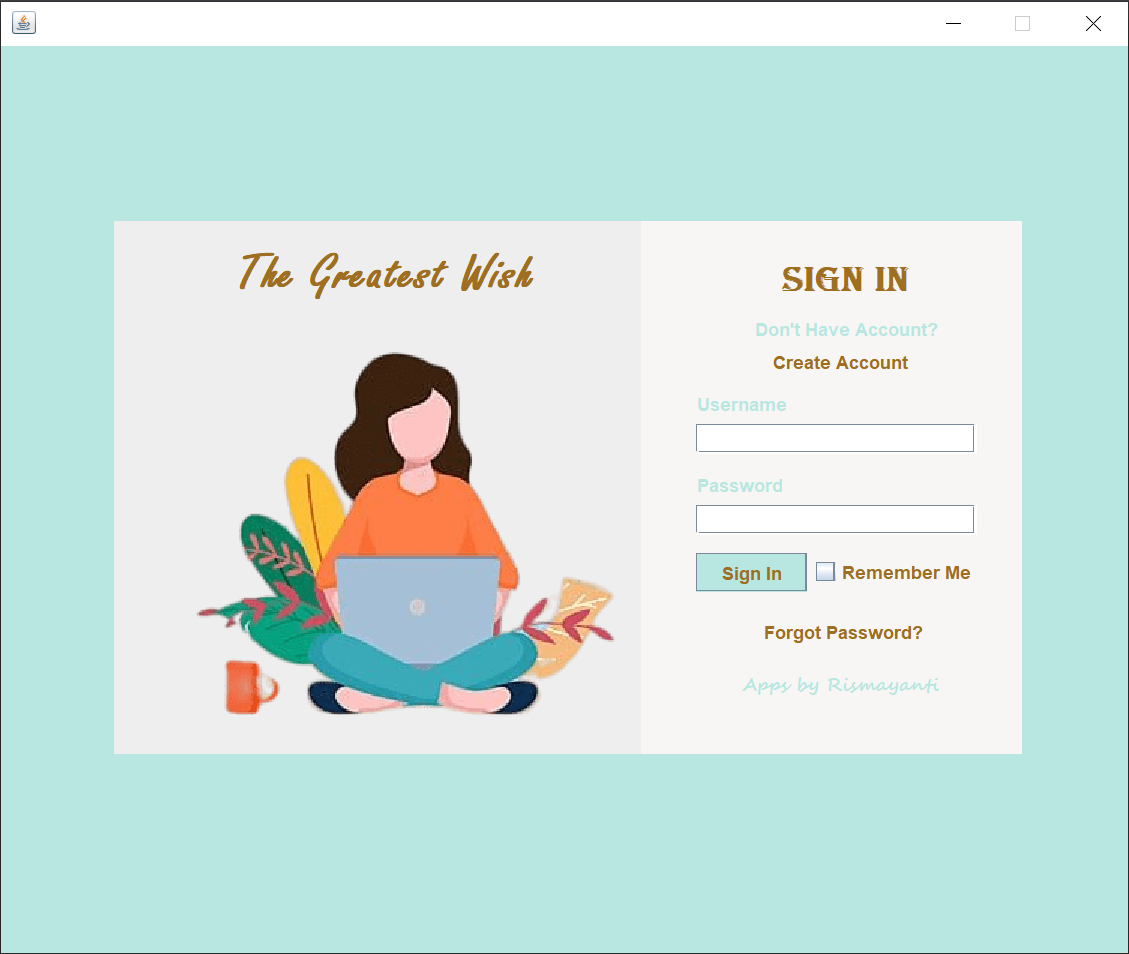 The Greatest Wish
SIGN IN
Don't Have Account?
Create Account
Username
Password
Sign In
Remember Me
Forgot Password?
Apps by Rismayanti